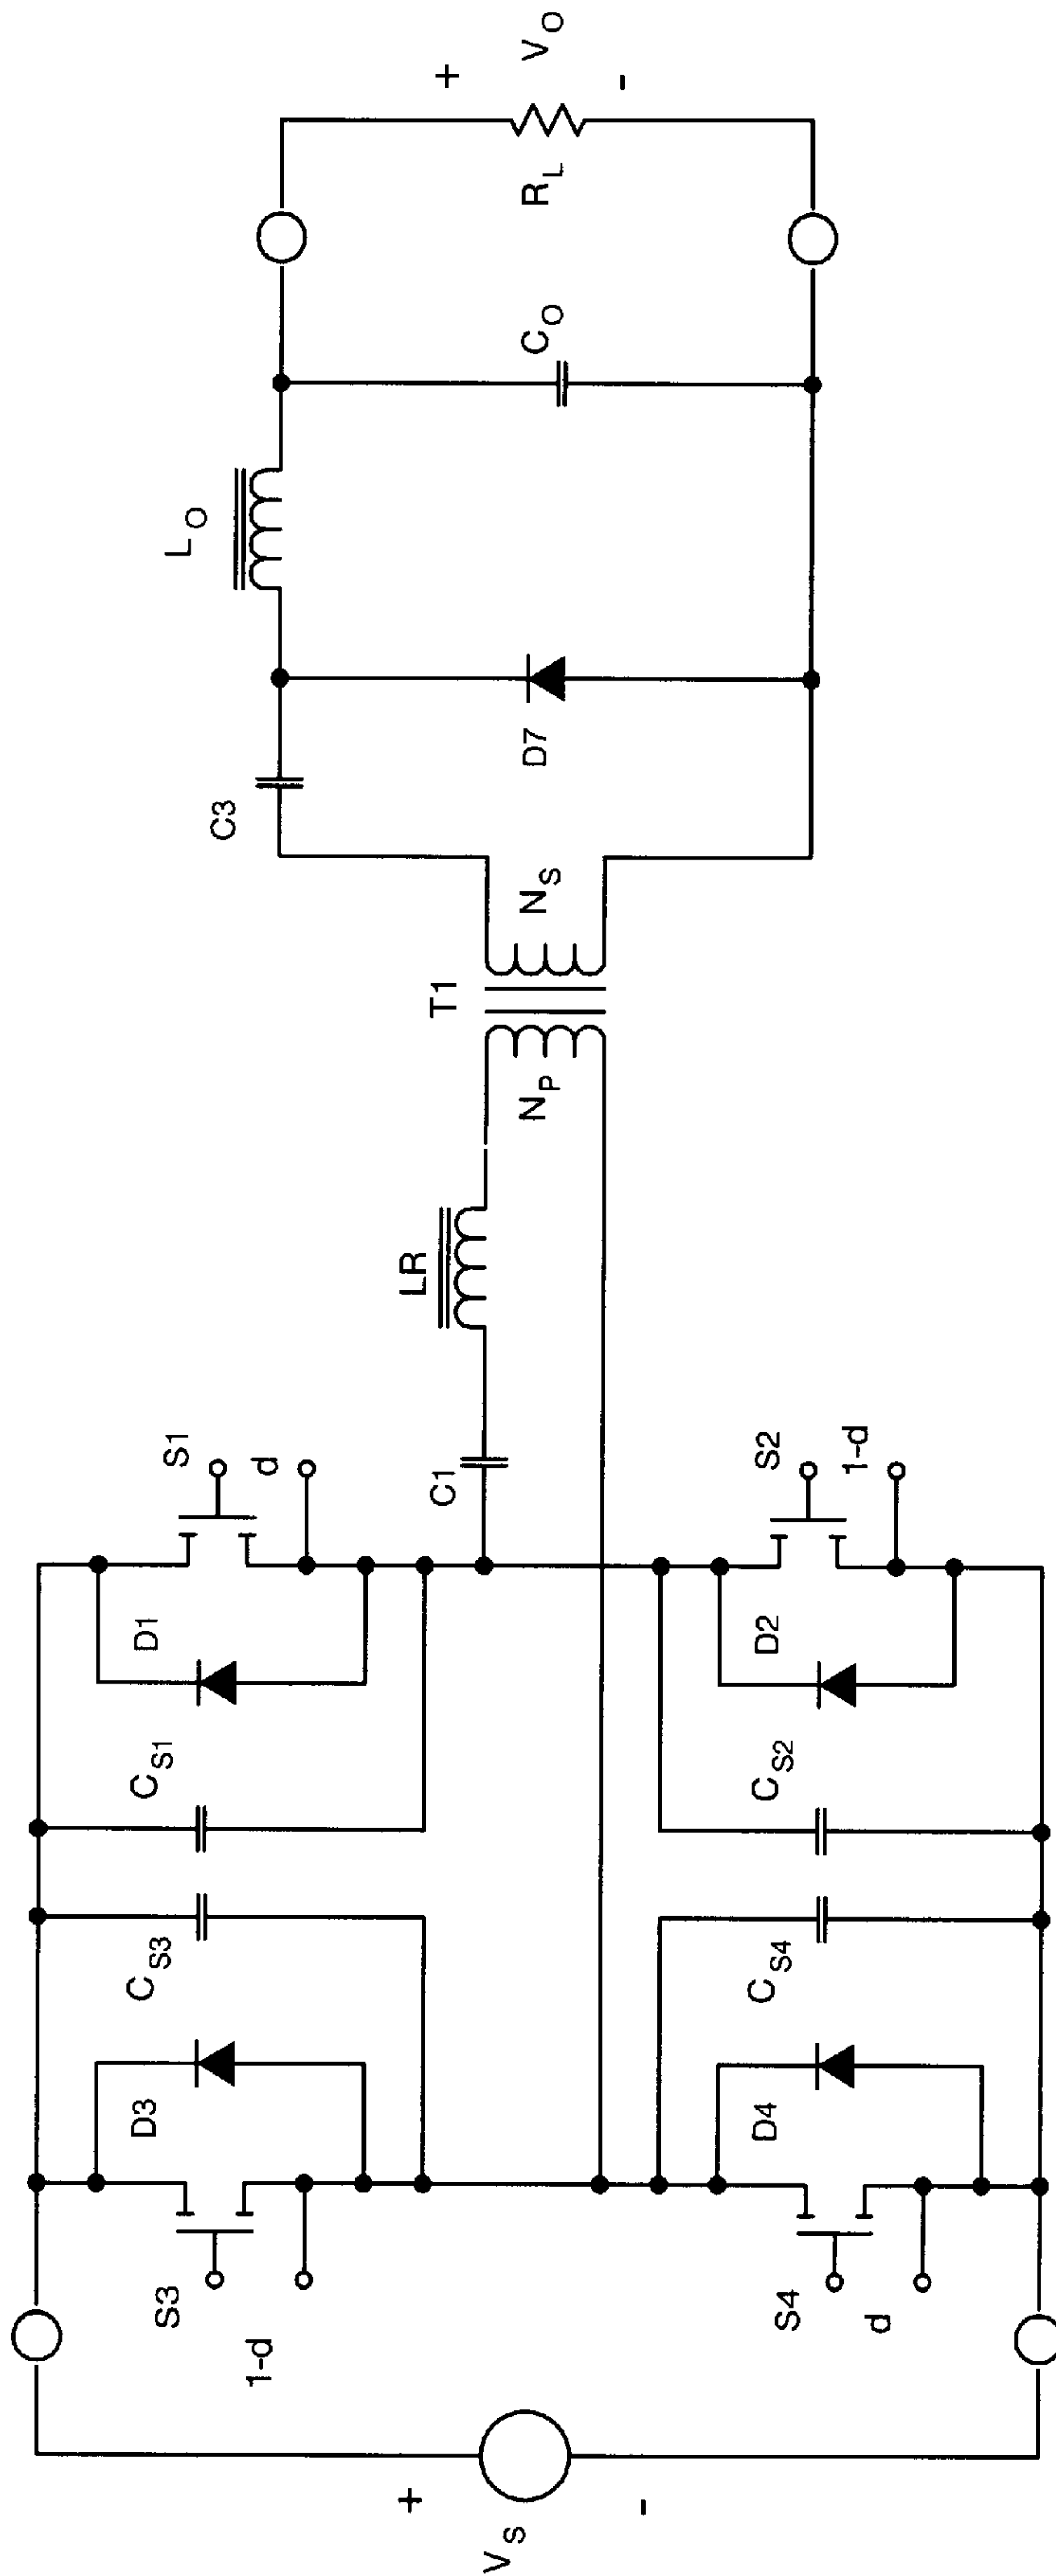 V_S
+
-
S3
1-d
D3
C_S3
C_S1
D1
S1
d
S4
d
D4
C_S4
C_S2
D2
S2
1-d
C1
LR
T1
N_P
N_S
C3
D7
L_O
C_O
R_L
+
V_O
-